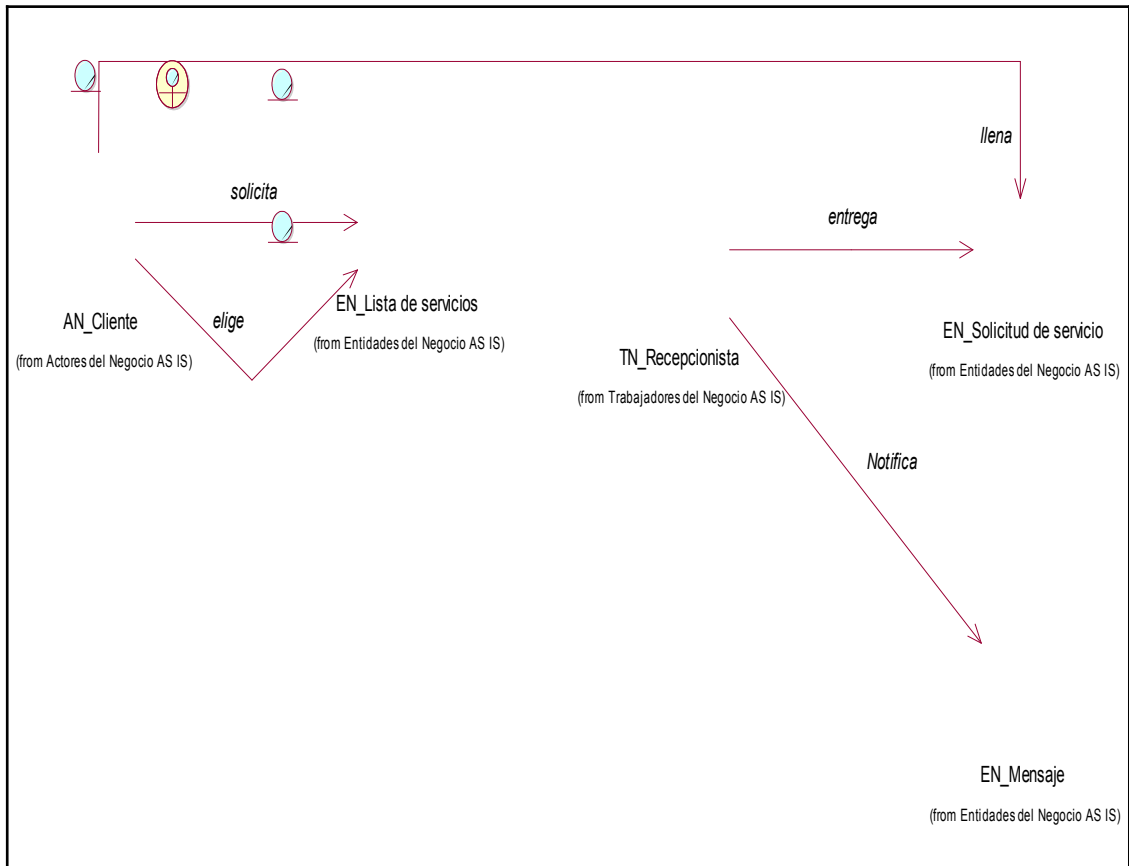 llena
solicita
entrega
AN_Cliente
(from Actores del Negocio AS IS)
elige
EN_Lista de servicios
(from Entidades del Negocio AS IS)
TN_Recepcionista
(from Trabajadores del Negocio AS IS)
EN_Solicitud de servicio
(from Entidades del Negocio AS IS)
Notifica
EN_Mensaje
(from Entidades del Negocio AS IS)